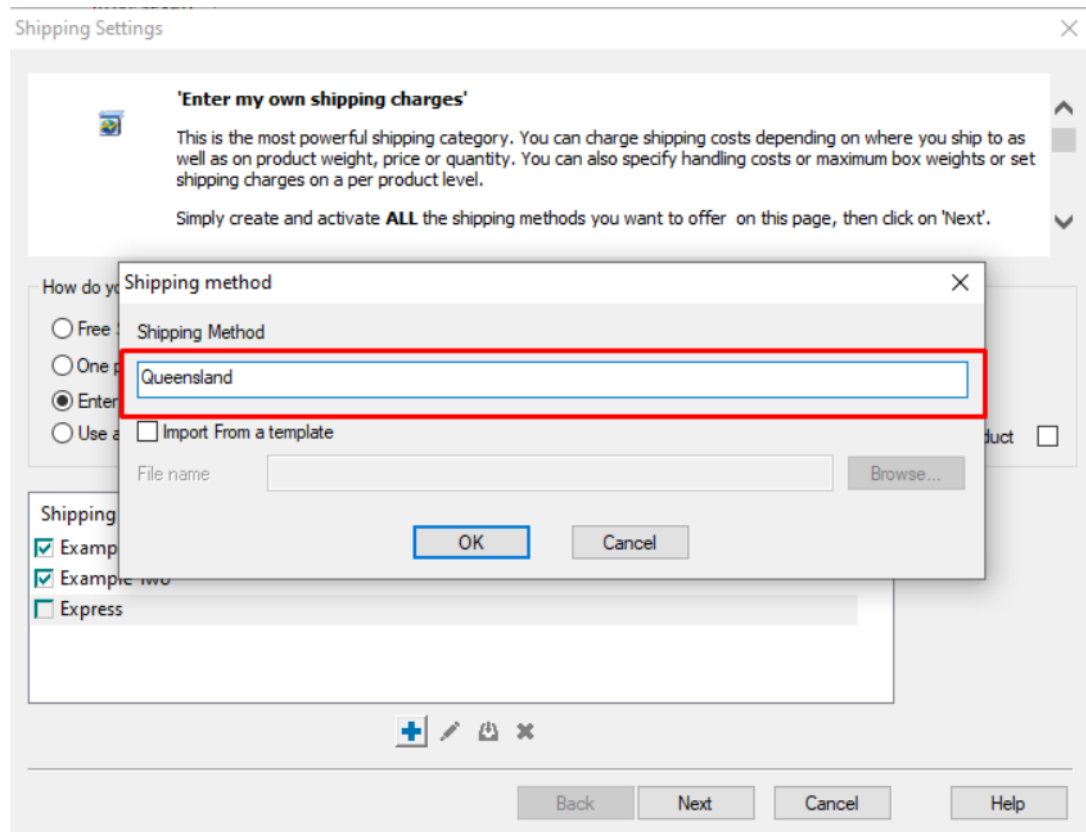 Shipping Settings
'Enter my own shipping charges'
This is the most powerful shipping category. You can charge shipping costs depending on where you ship to as
well as on product weight, price or quantity. You can also specify handling costs or maximum box weights or set
shipping charges on a per product level.
Simply create and activate ALL the shipping methods you want to offer on this page, then click on 'Next'.
How do yo
Shipping method
Free
Shipping Method
One p
Queensland
Enter
Use a
Import From a template
duct
File name
Browse...
Shipping
OK
Cancel
Examp
Example Two
Express
Back
Next
Cancel
Help